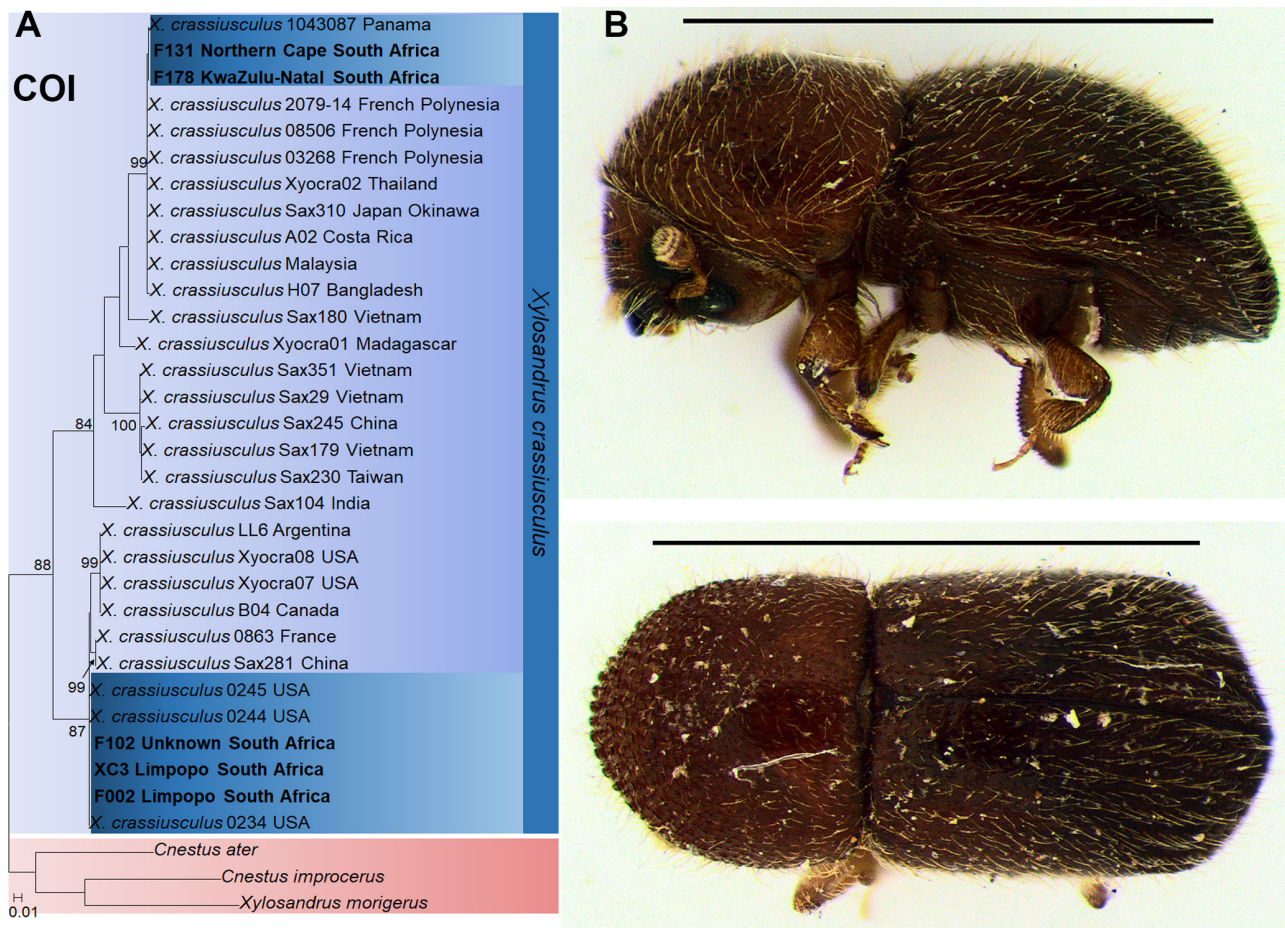 A
COI
X. crassiusculus 1043087 Panama
F131 Northern Cape South Africa
F178 KwaZulu-Natal South Africa
X. crassiusculus 2079-14 French Polynesia
X. crassiusculus 08506 French Polynesia
X. crassiusculus 03268 French Polynesia
99
X. crassiusculus Xyocra02 Thailand
X. crassiusculus Sax310 Japan Okinawa
X. crassiusculus A02 Costa Rica
X. crassiusculus Malaysia
X. crassiusculus H07 Bangladesh
X. crassiusculus Sax180 Vietnam
X. crassiusculus Xyocra01 Madagascar
X. crassiusculus Sax351 Vietnam
X. crassiusculus Sax29 Vietnam
84
100
X. crassiusculus Sax245 China
X. crassiusculus Sax179 Vietnam
X. crassiusculus Sax230 Taiwan
X. crassiusculus Sax104 India
X. crassiusculus LL6 Argentina
88
99
X. crassiusculus Xyocra08 USA
X. crassiusculus Xyocra07 USA
X. crassiusculus B04 Canada
X. crassiusculus 0863 France
X. crassiusculus Sax281 China
99
X. crassiusculus 0245 USA
X. crassiusculus 0244 USA
87
F102 Unknown South Africa
XC3 Limpopo South Africa
F002 Limpopo South Africa
X. crassiusculus 0234 USA
Xylosandrus crassiusculus
Cnestus ater
Cnestus improcerus
Xylosandrus morigerus
0.01
B